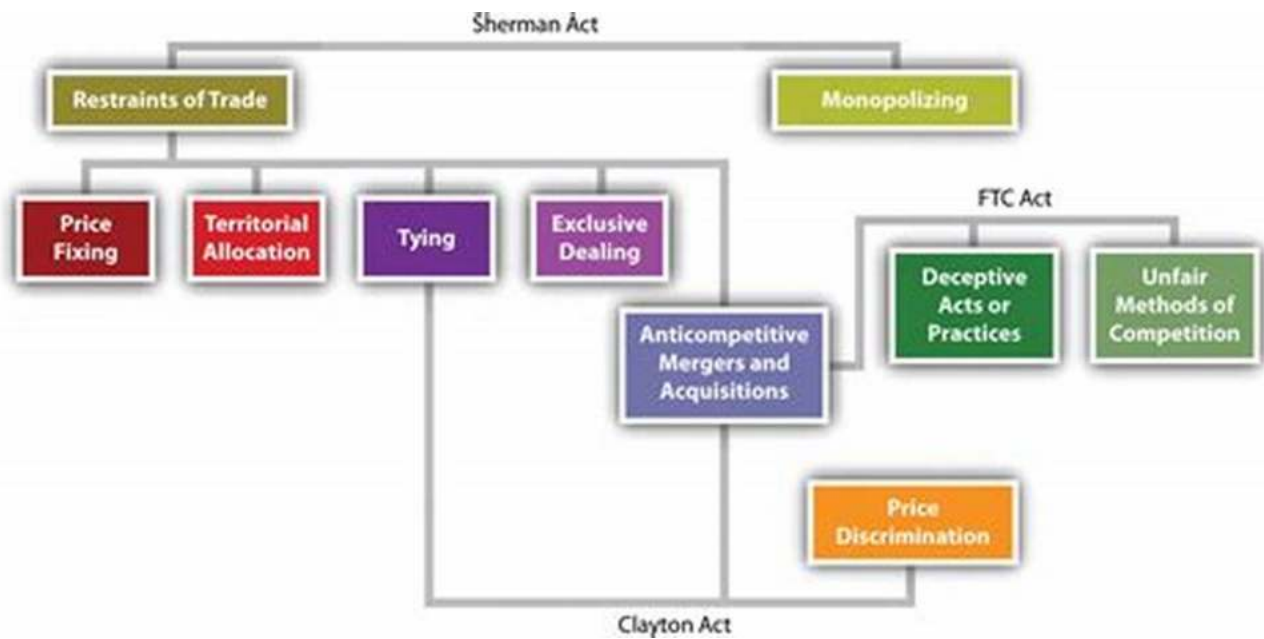 Sherman Act
Restraints of Trade
Monopolizing
Price
Fixing
Territorial
Allocation
Tying
Exclusive
Dealing
FTC Act
Deceptive
Acts or
Practices
Unfair
Methods of
Competition
Anticompetitive
Mergers and
Acquisitions
Price
Discrimination
Clayton Act